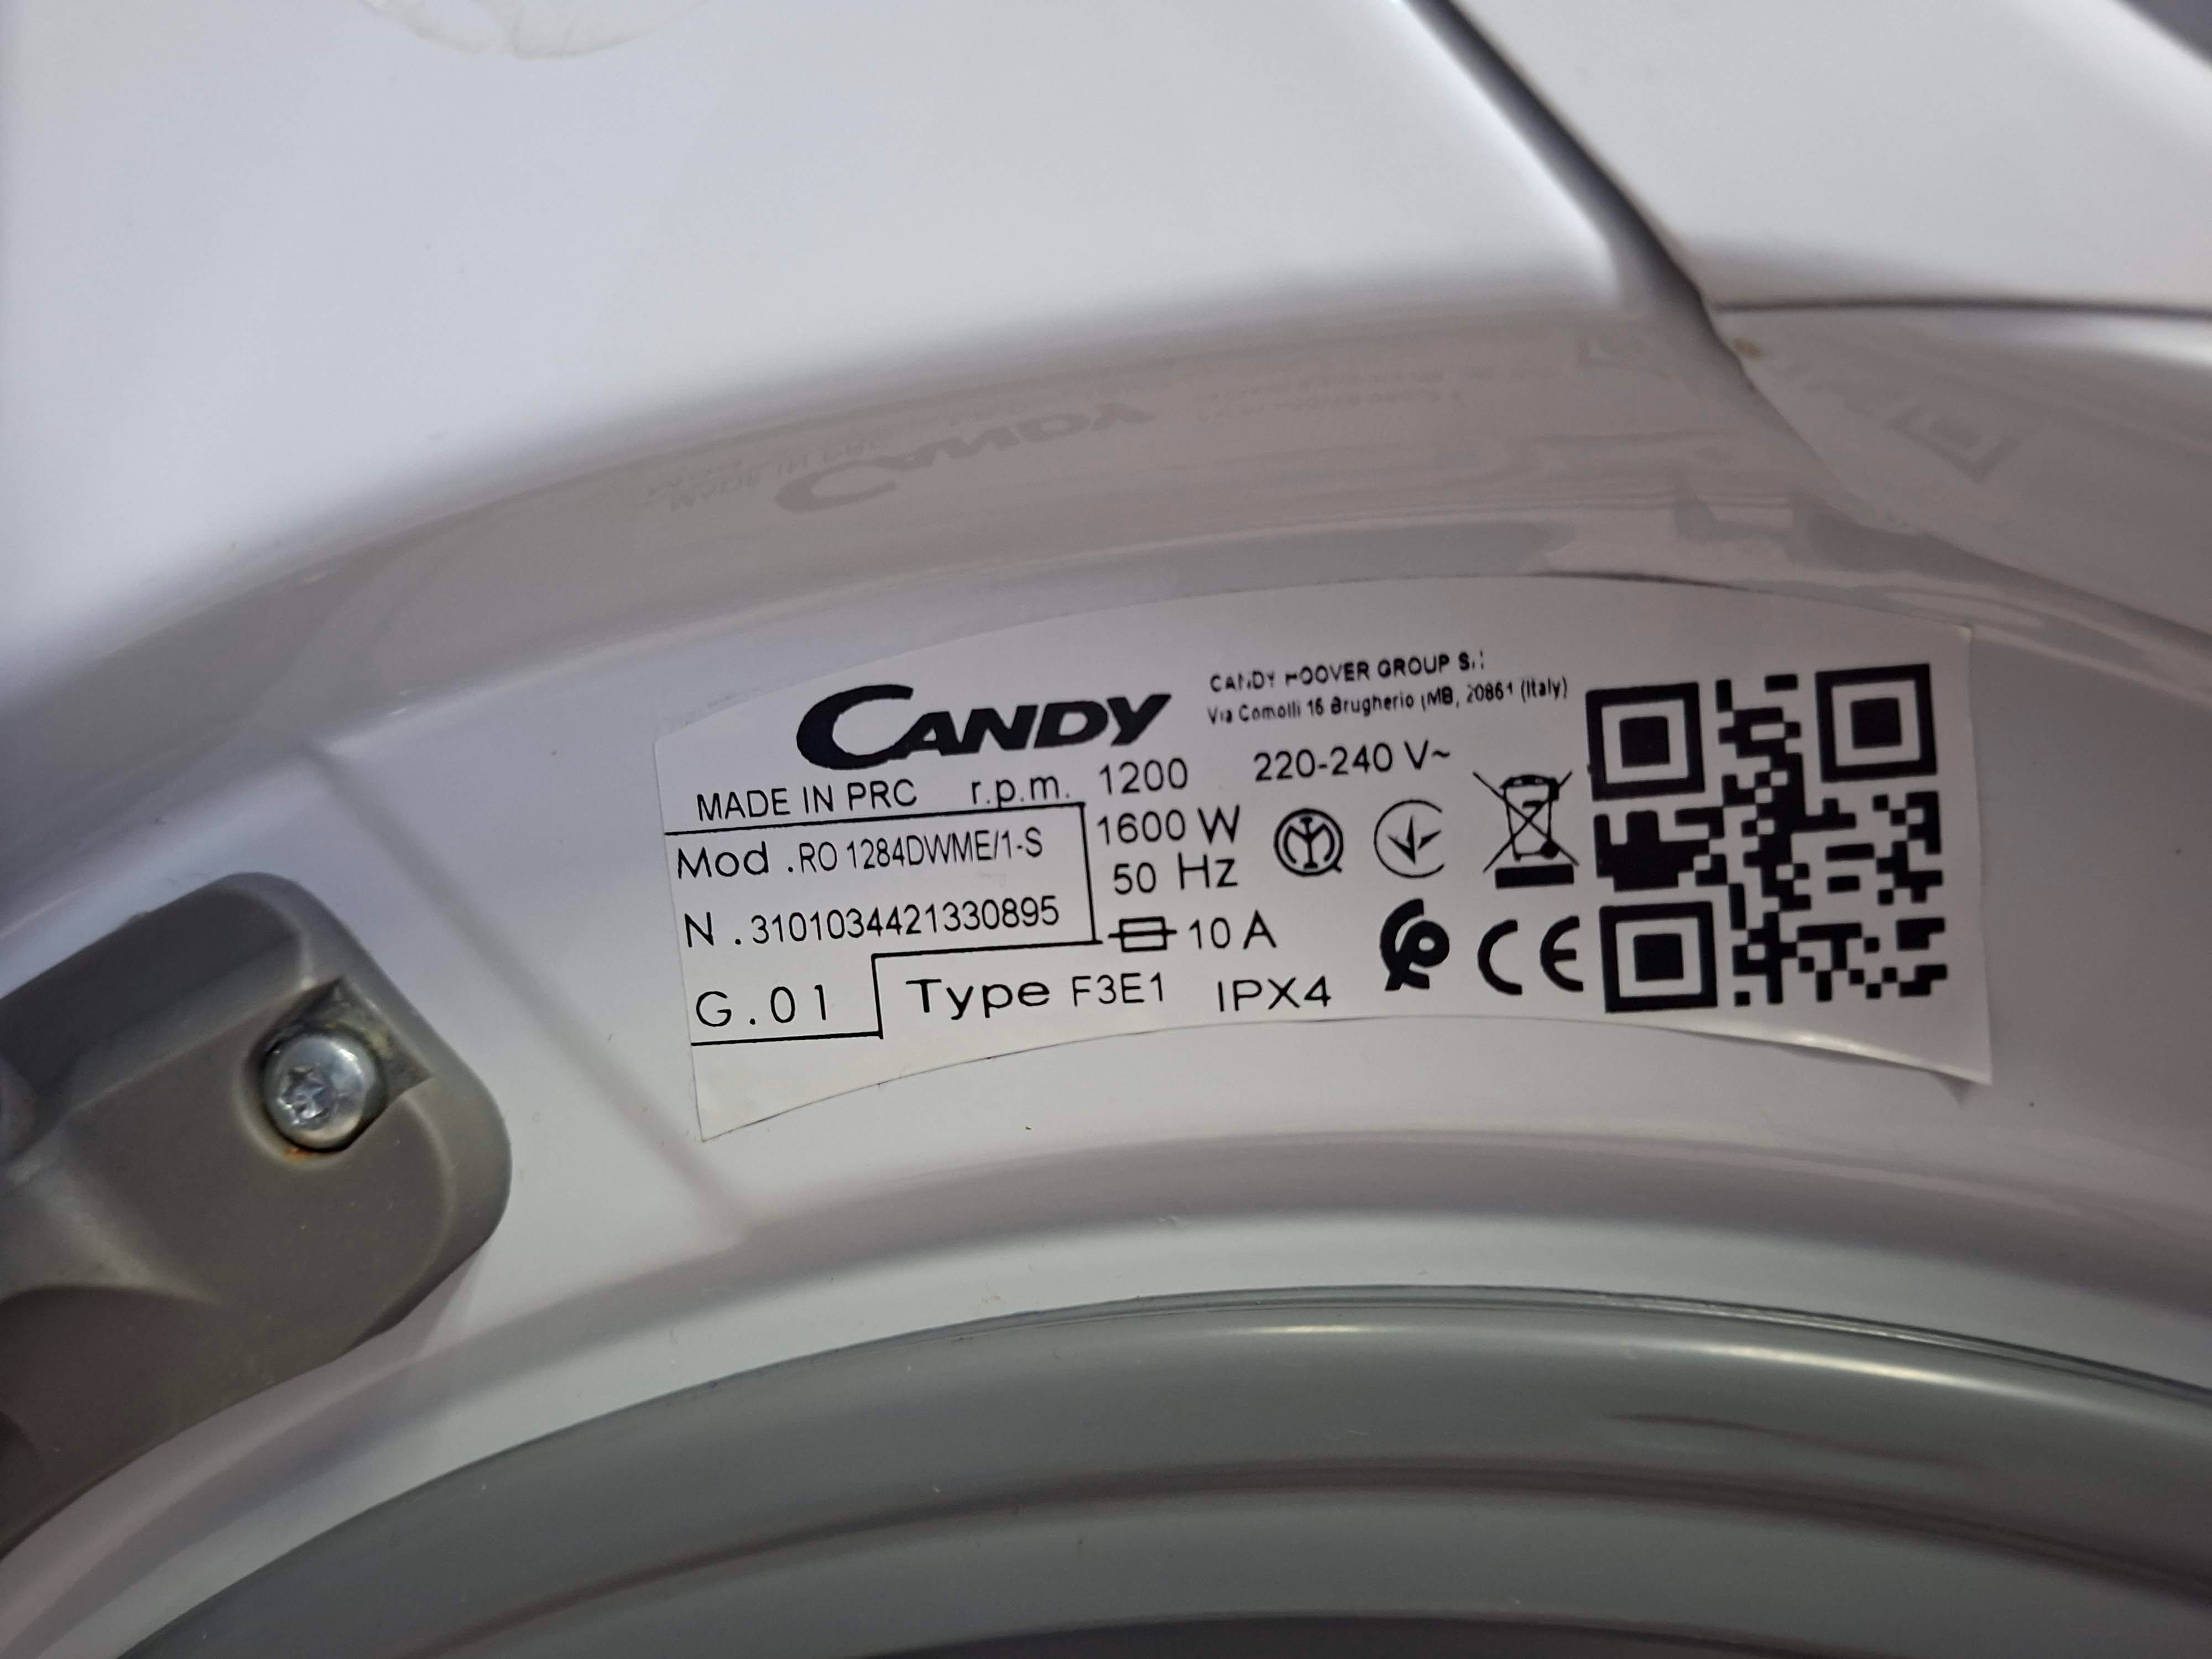 CANDY
CANDY HOOVER GROUP S.r.l
Via Comolli 16 Brugherio (MB, 20861 (Italy)
MADE IN PRC r.p.m. 1200 220-240 V~
Mod .RO 1284DWME/1-S 1600 W
50 Hz
N .3101034421330895
10 A
G.01 Type F3E1 IPX4
CE